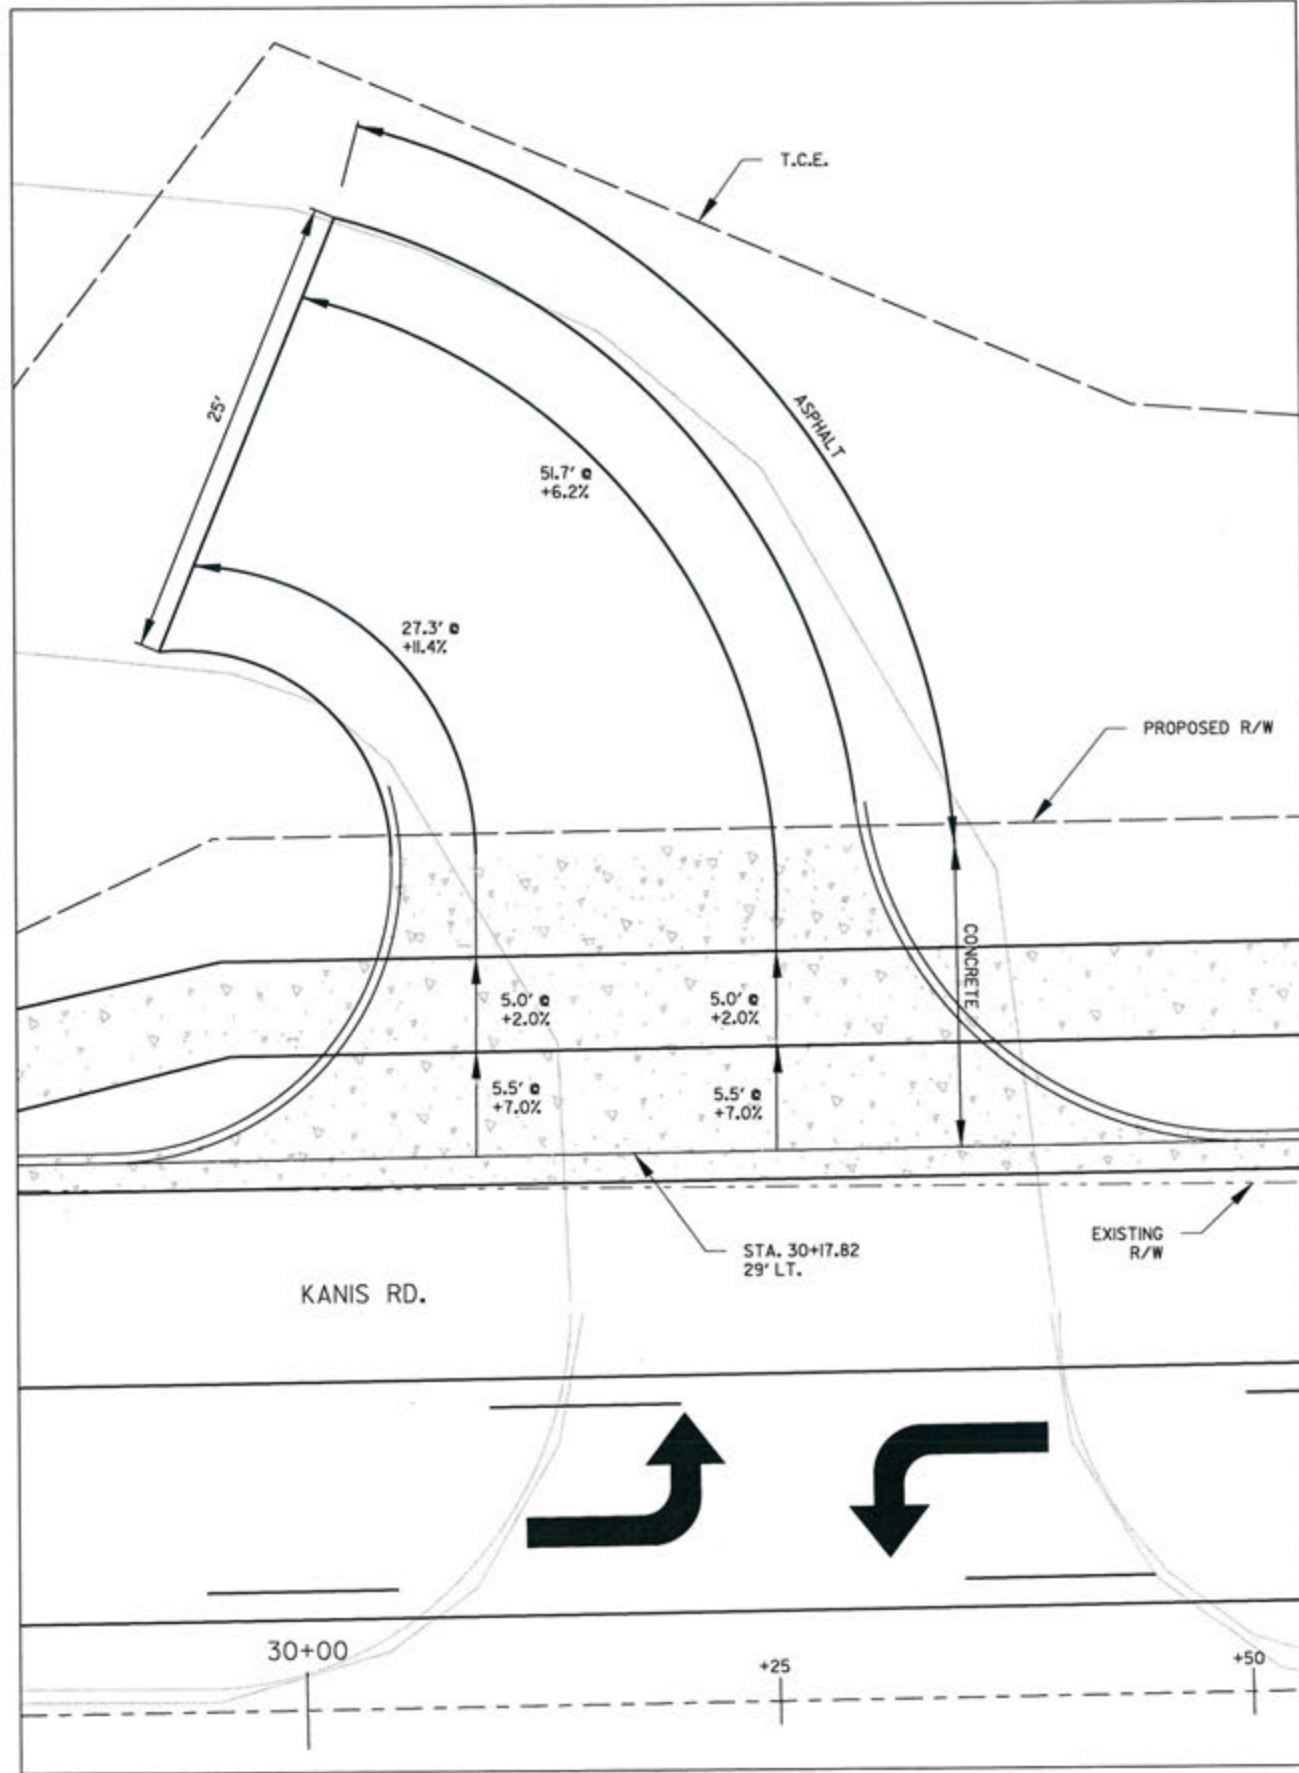 T.C.E.
25'
ASPHALT
51.7' @
+6.2%
27.3' @
+11.4%
PROPOSED R/W
CONCRETE
5.0' @
+2.0%
5.0' @
+2.0%
5.5' @
+7.0%
5.5' @
+7.0%
STA. 30+17.82
29' LT.
EXISTING
R/W
KANIS RD.
30+00
+25
+50